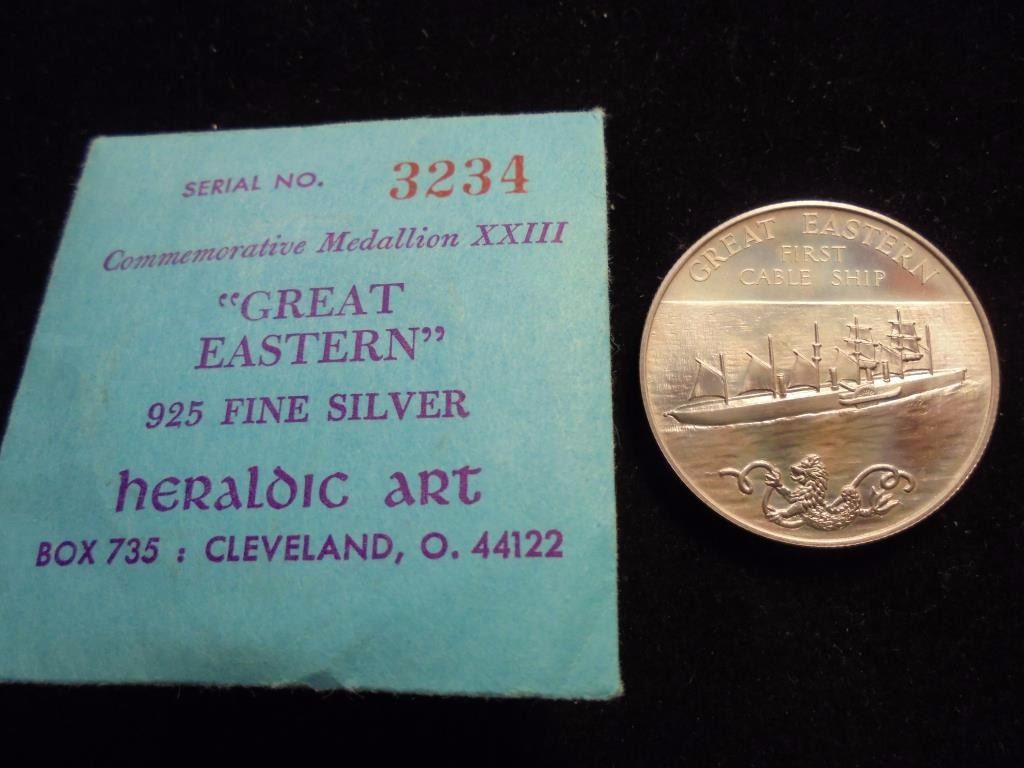 SERIAL NO. 3234
Commemorative Medallion XXIII
"GREAT
EASTERN"
925 FINE SILVER
heraldic art
BOX 735 : CLEVELAND, O. 44122
GREAT EASTERN
FIRST
CABLE SHIP